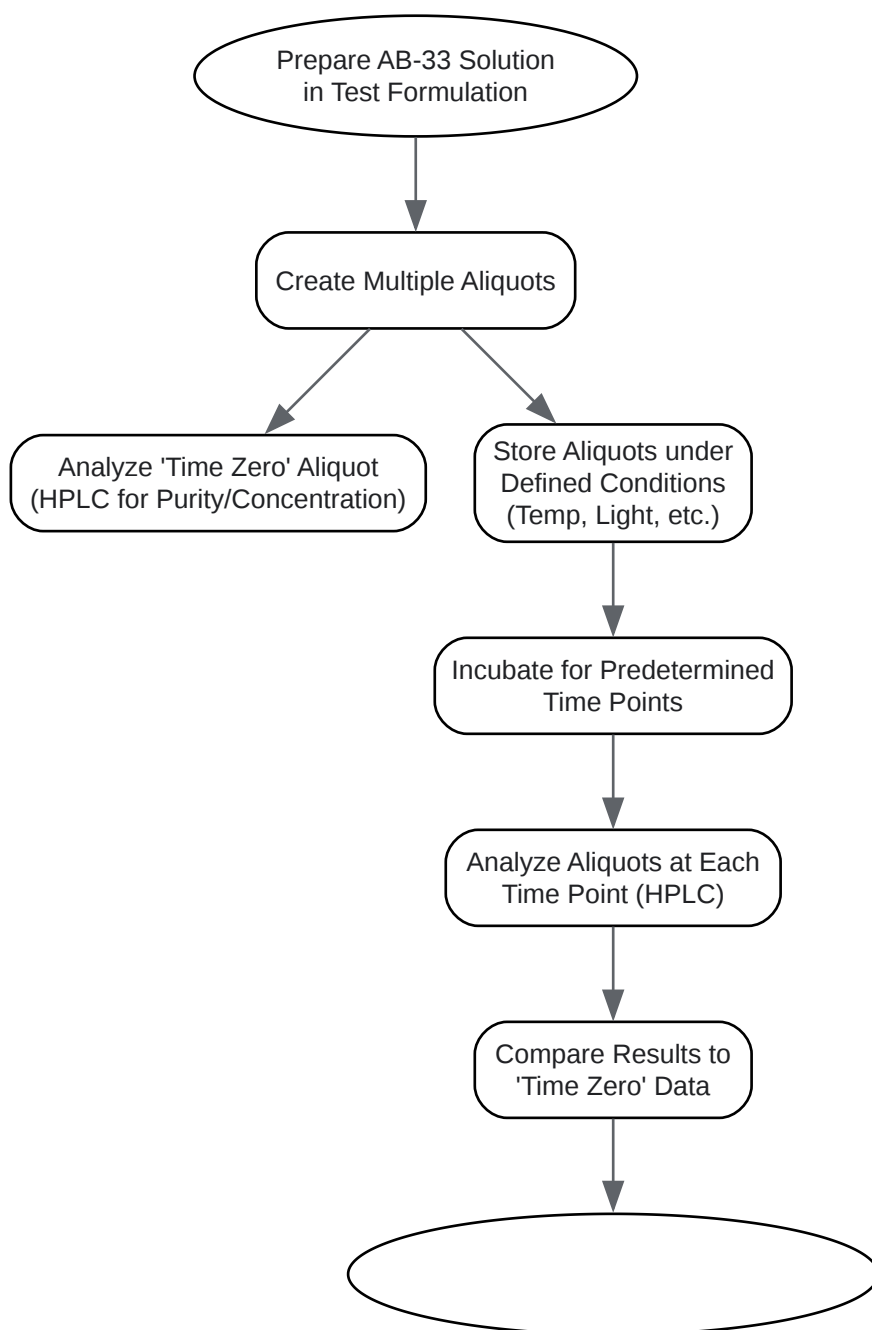 Prepare AB-33 Solution
in Test Formulation
Create Multiple Aliquots
Analyze 'Time Zero' Aliquot
(HPLC for Purity/Concentration)
Store Aliquots under
Defined Conditions
(Temp, Light, etc.)
Incubate for Predetermined
Time Points
Analyze Aliquots at Each
Time Point (HPLC)
Compare Results to
'Time Zero' Data